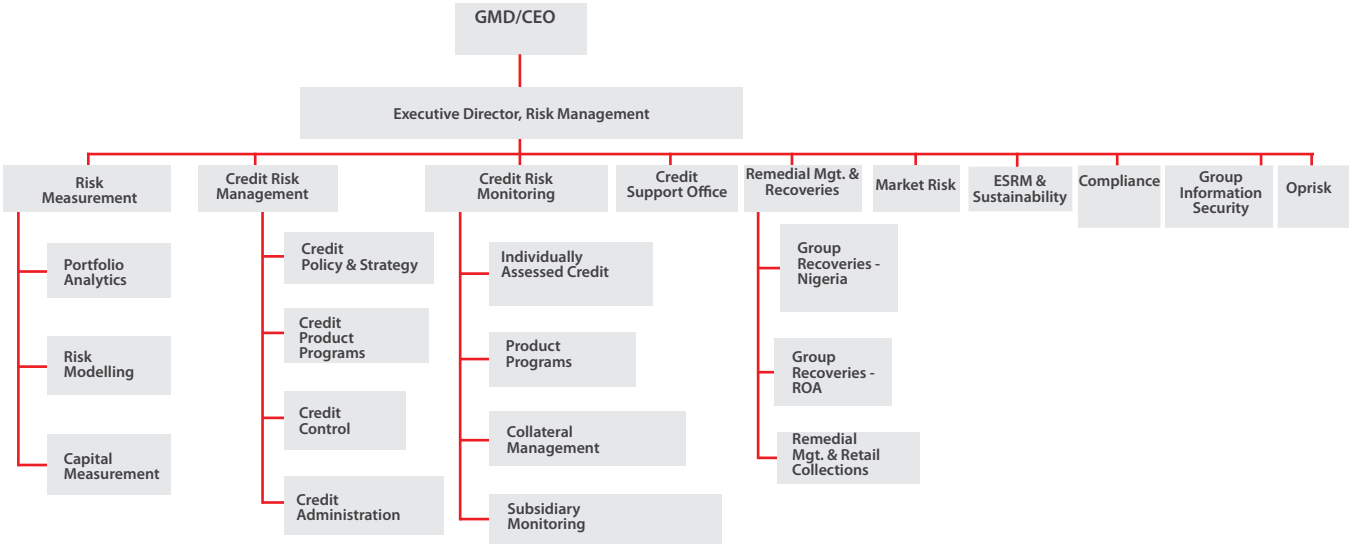 GMD/CEO
Executive Director, Risk Management
Risk
Measurement
Credit Risk
Management
Credit Risk
Monitoring
Credit
Support Office
Remedial Mgt. &
Recoveries
Market Risk
ESRM &
Sustainability
Compliance
Group
Information
Security
Oprisk
Portfolio
Analytics
Risk
Modelling
Capital
Measurement
Credit
Policy & Strategy
Credit
Product
Programs
Credit
Control
Credit
Administration
Individually
Assessed Credit
Product
Programs
Collateral
Management
Subsidiary
Monitoring
Group
Recoveries -
Nigeria
Group
Recoveries -
ROA
Remedial
Mgt. & Retail
Collections